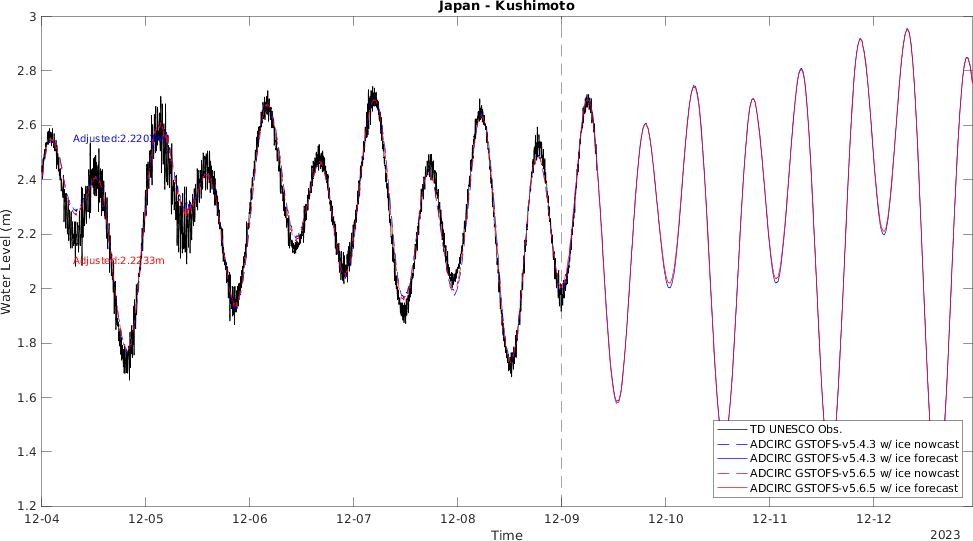 Japan - Kushimoto
3
2.8
2.6
2.4
2.2
2
1.8
1.6
1.4
1.2
Water Level (m)
Adjusted:2.220
Adjusted:2.2233m
TD UNESCO Obs.
ADCIRC GSTOFS-v5.4.3 w/ ice nowcast
ADCIRC GSTOFS-v5.4.3 w/ ice forecast
ADCIRC GSTOFS-v5.6.5 w/ ice nowcast
ADCIRC GSTOFS-v5.6.5 w/ ice forecast
12-04 12-05 12-06 12-07 12-08 12-09 12-10 12-11 12-12
Time
2023